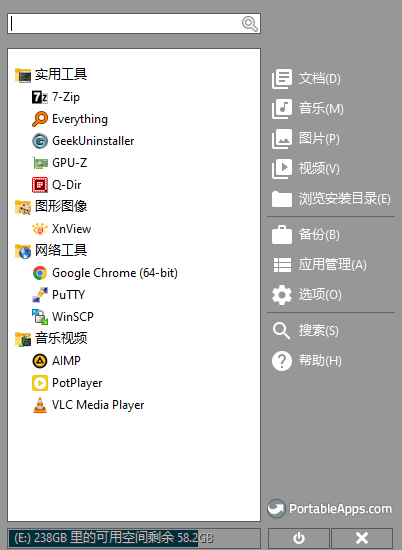 实用工具
7-Zip
Everything
GeekUninstaller
GPU-Z
Q-Dir
图形图像
XnView
网络工具
Google Chrome (64-bit)
PuTTY
WinSCP
音乐视频
AIMP
PotPlayer
VLC Media Player
文档(D)
音乐(M)
图片(P)
视频(V)
浏览安装目录(E)
备份(B)
应用管理(A)
选项(O)
搜索(S)
帮助(H)
PortableApps.com
(E:) 238GB 里的可用空间剩余 58.2GB